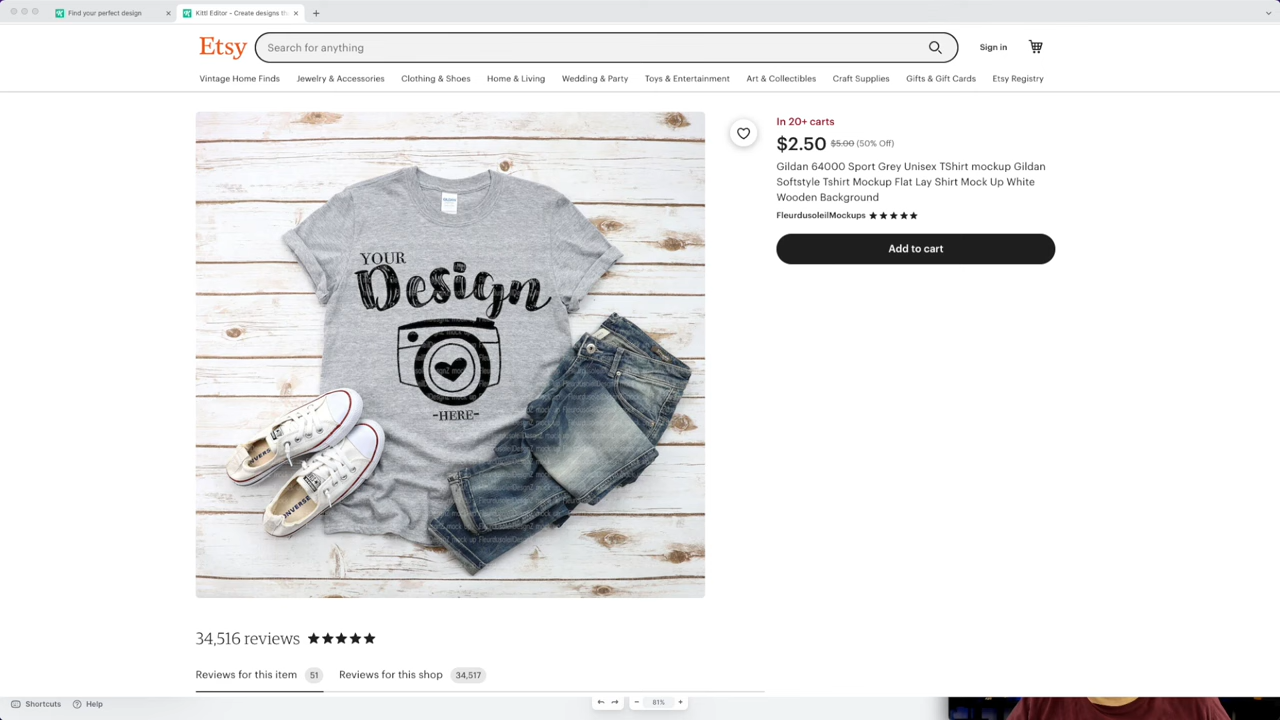 Find your perfect design
Kittl Editor - Create designs th
Etsy
Search for anything
Sign in
Vintage Home Finds
Jewelry & Accessories
Clothing & Shoes
Home & Living
Wedding & Party
Toys & Entertainment
Art & Collectibles
Craft Supplies
Gifts & Gift Cards
Etsy Registry
YOUR
Design
-HERE-
CONVERSE
In 20+ carts
$2.50 $5.00 (50% Off)
Gildan 64000 Sport Grey Unisex TShirt mockup Gildan
Softstyle Tshirt Mockup Flat Lay Shirt Mock Up White
Wooden Background
FleurdusoleilMockups
Add to cart
34,516 reviews
Reviews for this item 51
Reviews for this shop 34,517
Shortcuts
Help
81%